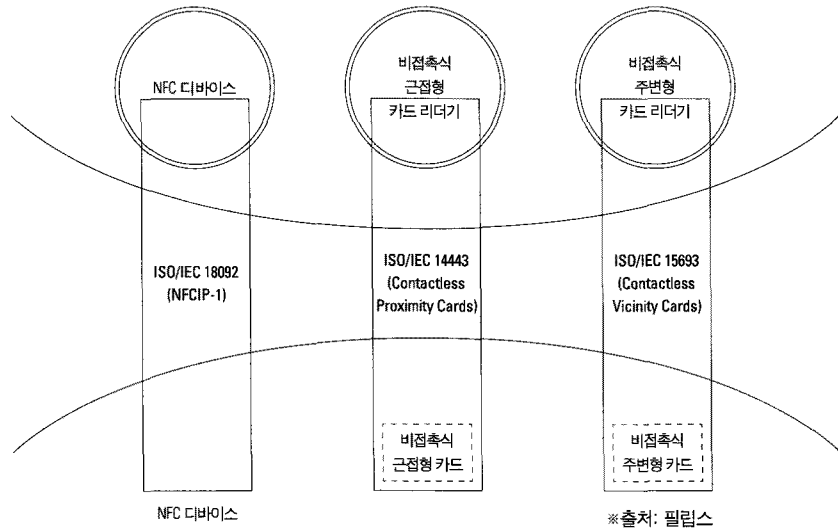 NFC 디바이스
비접촉식
근접형
카드 리더기
비접촉식
주변형
카드 리더기
ISO/IEC 18092
(NFCIP-1)
ISO/IEC 14443
(Contactless
Proximity Cards)
ISO/IEC 15693
(Contactless
Vicinity Cards)
비접촉식
근접형 카드
비접촉식
주변형 카드
NFC 디바이스
※출처: 필립스